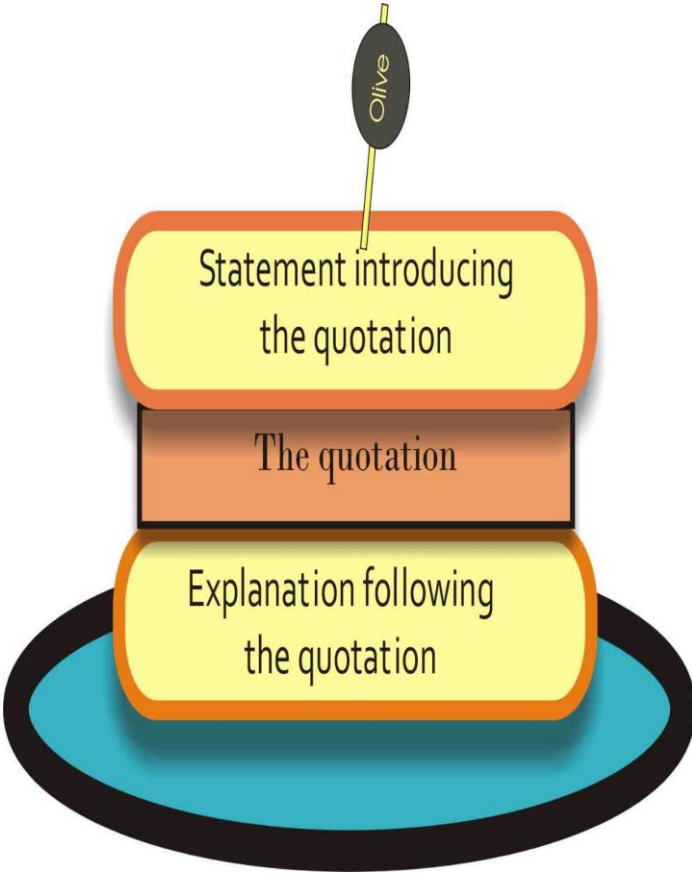 Olive
Statement introducing
the quotation
The quotation
Explanation following
the quotation